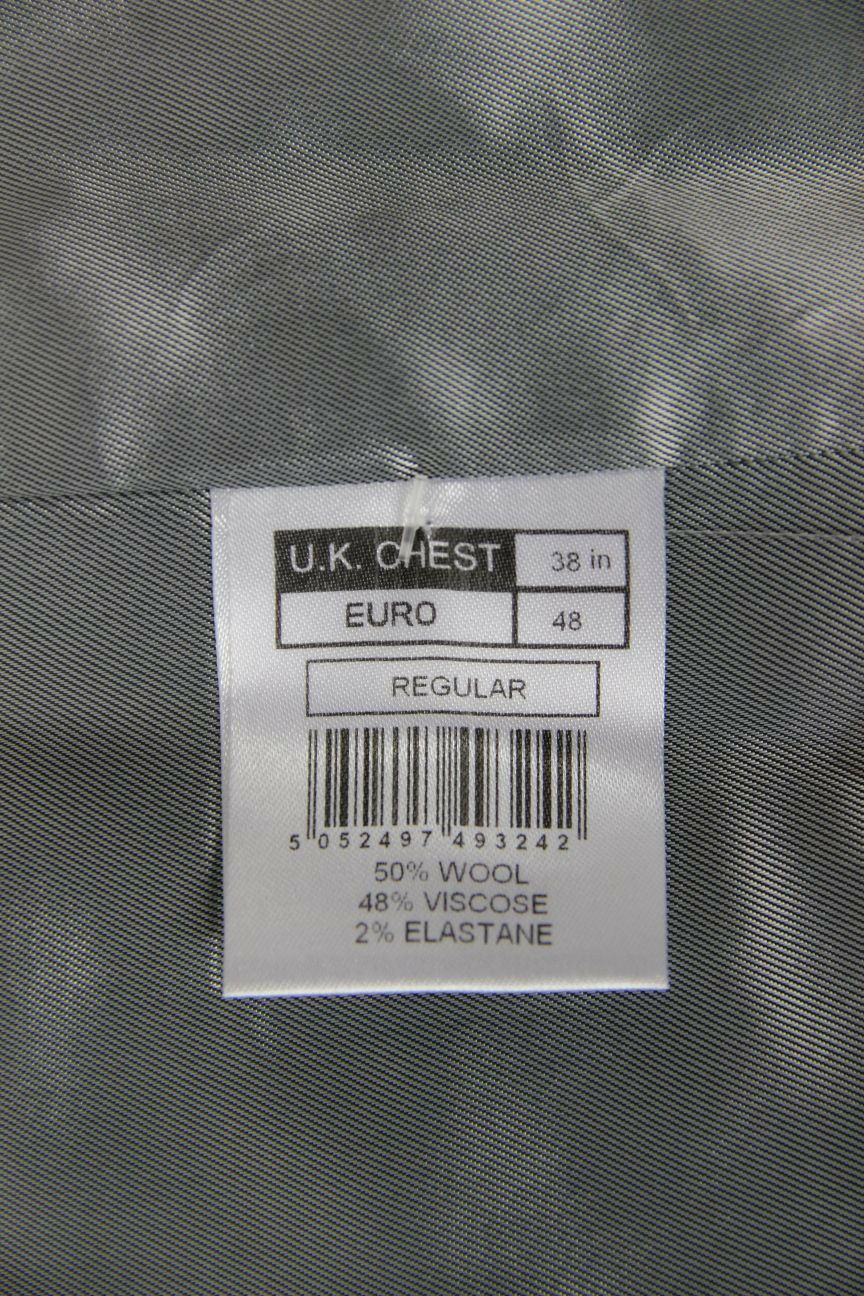 U.K. CHEST 38 in
EURO 48
REGULAR
5 052497 493242
50% WOOL
48% VISCOSE
2% ELASTANE